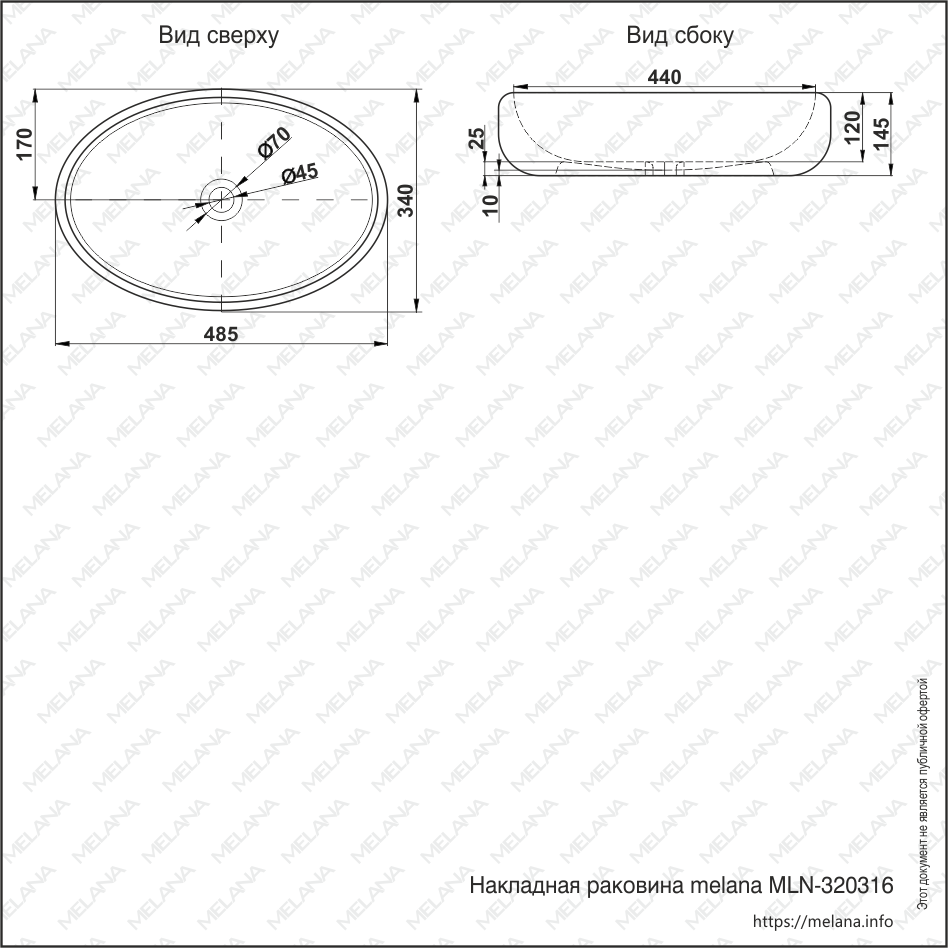 Вид сверху
Вид сбоку
440
170
Ø70
Ø45
340
485
25
10
120
145
Этот документ не является публичной офертой
Накладная раковина melana MLN-320316
https://melana.info
MELANA